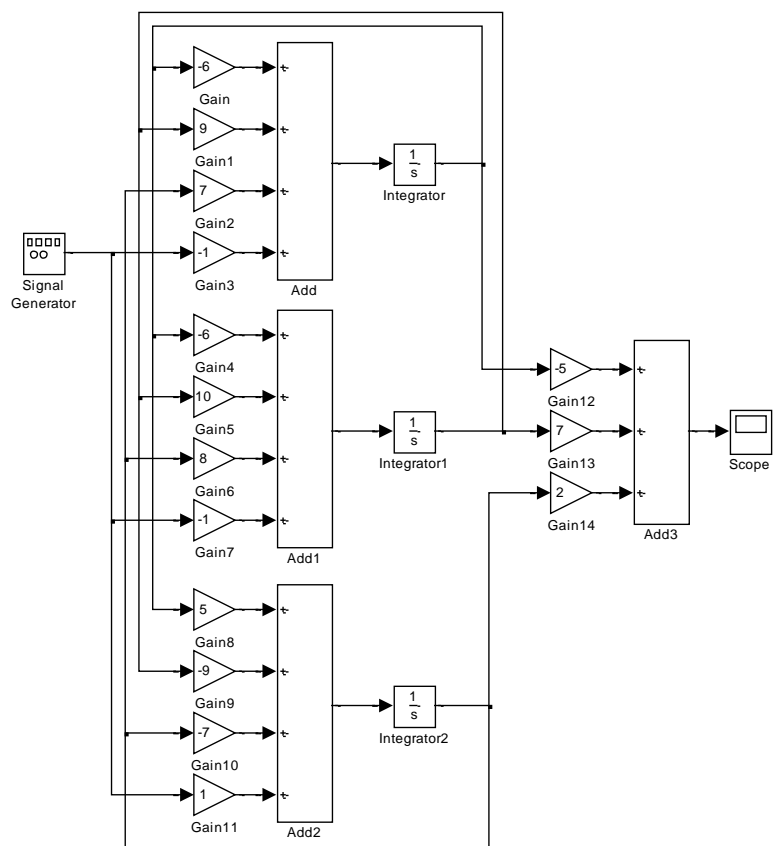 -6
Gain
9
Gain1
7
Gain2
-1
Gain3
Add
1
s
Integrator
Signal
Generator
-6
Gain4
10
Gain5
8
Gain6
-1
Gain7
Add1
1
s
Integrator1
-5
Gain12
7
Gain13
2
Gain14
Add3
Scope
5
Gain8
-9
Gain9
-7
Gain10
1
Gain11
Add2
1
s
Integrator2